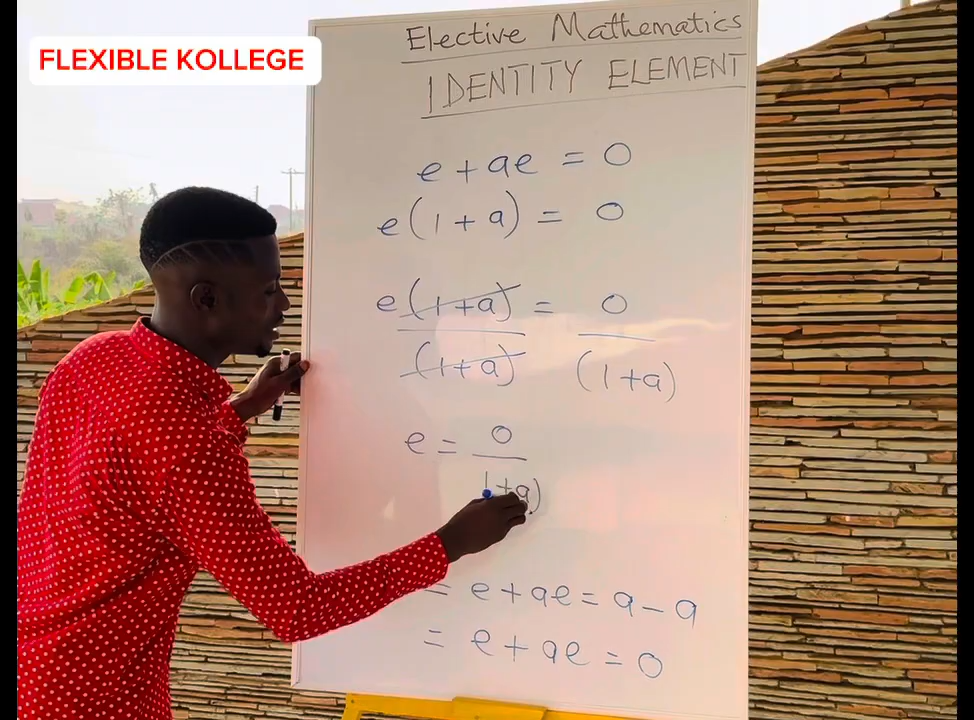 FLEXIBLE KOLLEGE
Elective Mathematics
IDENTITY ELEMENT
e + ae = 0
e(1 + a) = 0
e(1+a) = 0
(1+a) (1+a)
e = 0
1+a)
= e + ae = a - a
= e + ae = 0